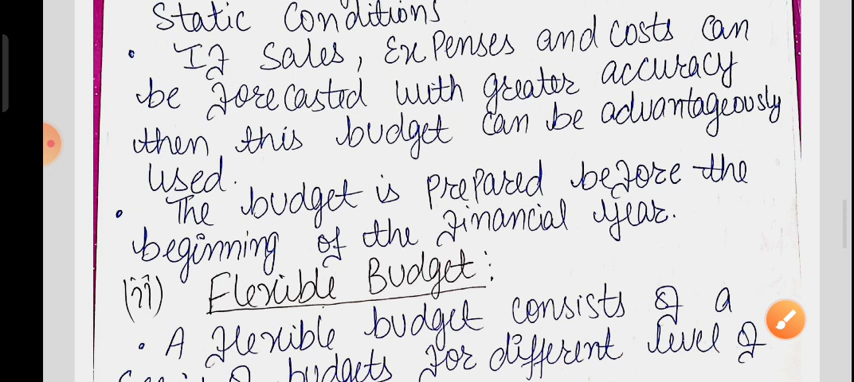 Static Conditions
• If Sales, Expenses and costs can
be forecasted with greater accuracy
then this budget can be advantageously
used.
• The budget is prepared before the
beginning of the financial year.
(ii) Flexible Budget:
• A flexible budget consists of a
budgets for different level of